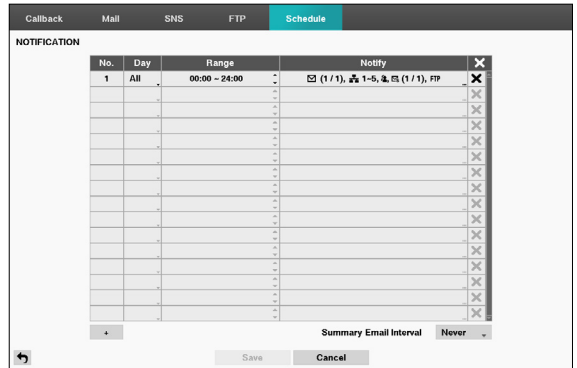 Callback Mail SNS FTP Schedule
NOTIFICATION
No. Day Range Notify
1 All 00:00 ~ 24:00 (1 / 1), 1~5, (1 / 1), FTP
+ Summary Email Interval Never
Save Cancel